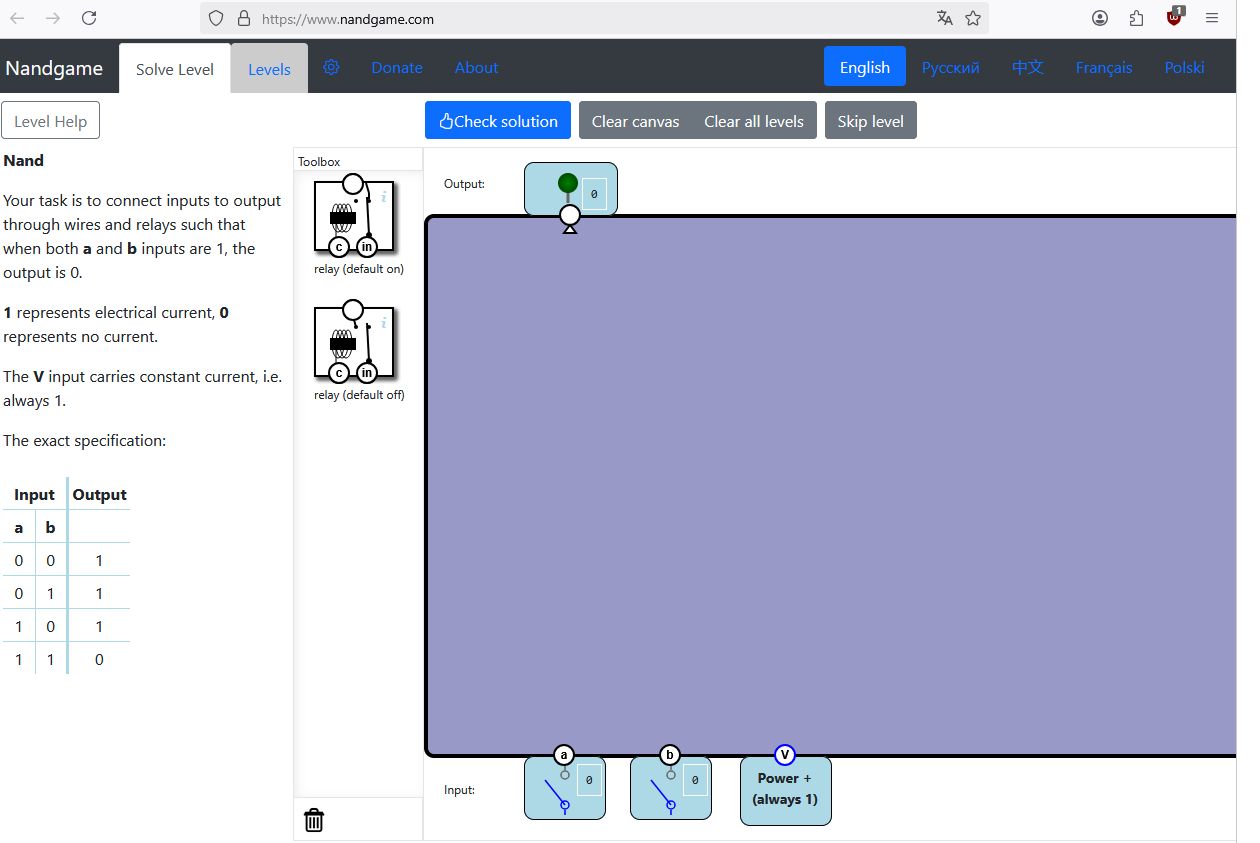 https://www.nandgame.com
1
Nandgame
Solve Level
Levels
Donate
About
English
Русский
中文
Français
Polski
Level Help
Check solution
Clear canvas
Clear all levels
Skip level
Nand
Your task is to connect inputs to output
through wires and relays such that
when both a and b inputs are 1, the
output is 0.
1 represents electrical current, 0
represents no current.
The V input carries constant current, i.e.
always 1.
The exact specification:
Input Output
a b
0 0 1
0 1 1
1 0 1
1 1 0
Toolbox
i
c in
relay (default on)
i
c in
relay (default off)
Output:
0
Input:
a
0
b
0
V
Power +
(always 1)